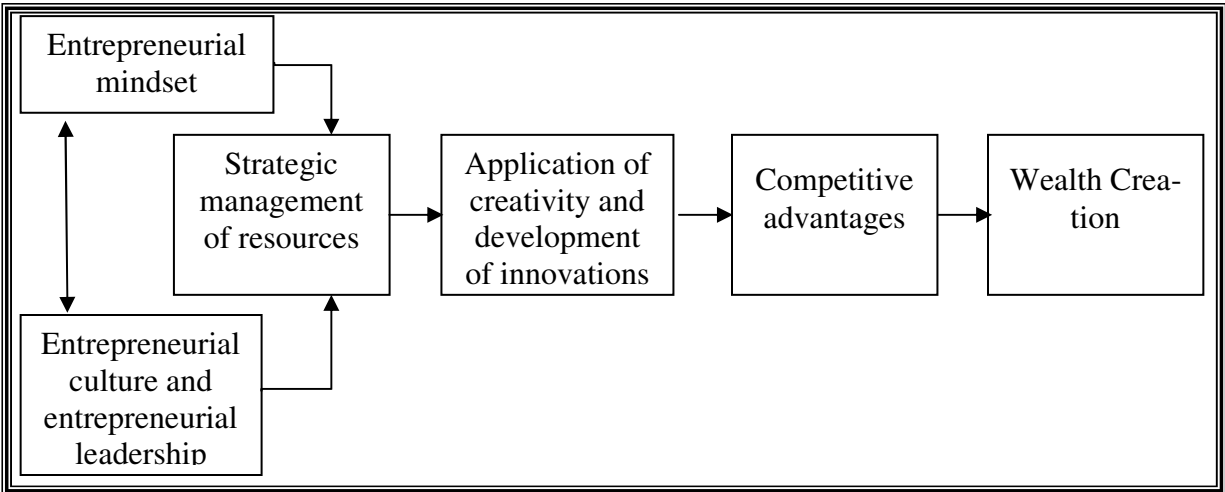 Entrepreneurial
mindset
Strategic
management
of resources
Application of
creativity and
development
of innovations
Competitive
advantages
Wealth Crea-
tion
Entrepreneurial
culture and
entrepreneurial
leadership